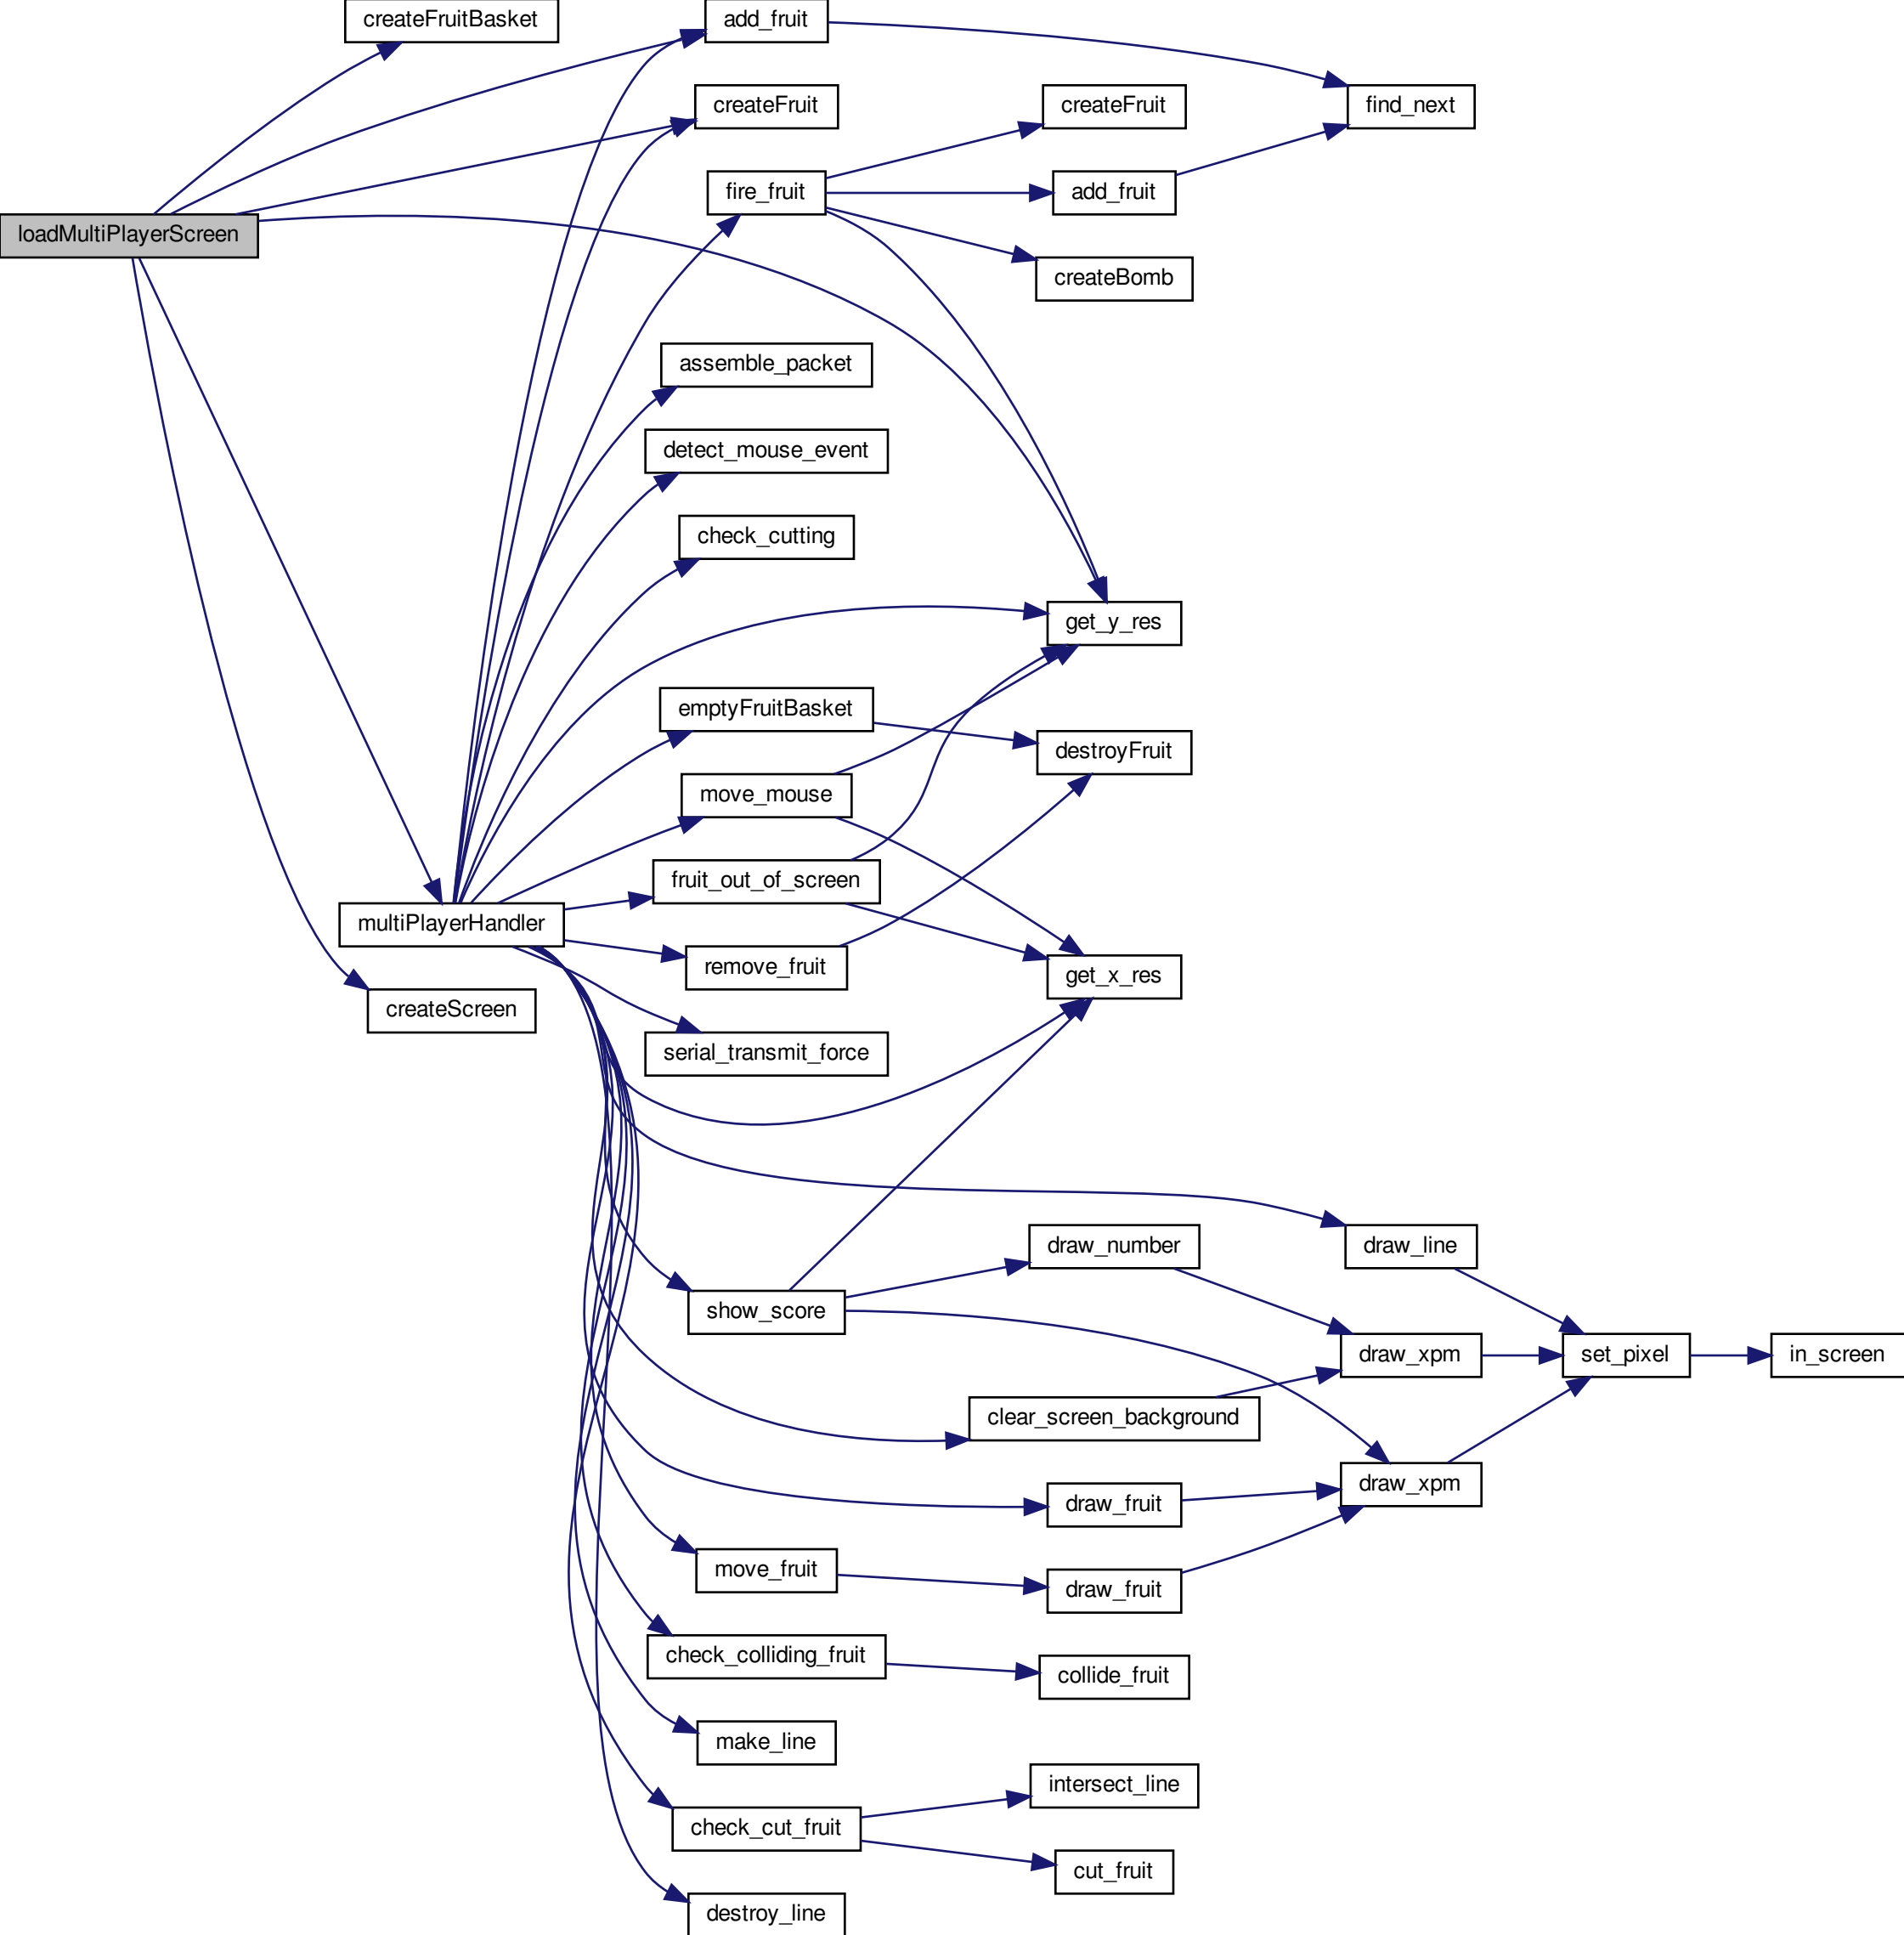 createFruitBasket
add_fruit
createFruit
createFruit
find_next
fire_fruit
add_fruit
loadMultiPlayerScreen
createBomb
assemble_packet
detect_mouse_event
check_cutting
get_y_res
emptyFruitBasket
destroyFruit
move_mouse
fruit_out_of_screen
multiPlayerHandler
remove_fruit
get_x_res
createScreen
serial_transmit_force
draw_number
draw_line
show_score
draw_xpm
set_pixel
in_screen
clear_screen_background
draw_xpm
draw_fruit
move_fruit
draw_fruit
check_colliding_fruit
collide_fruit
make_line
intersect_line
check_cut_fruit
cut_fruit
destroy_line